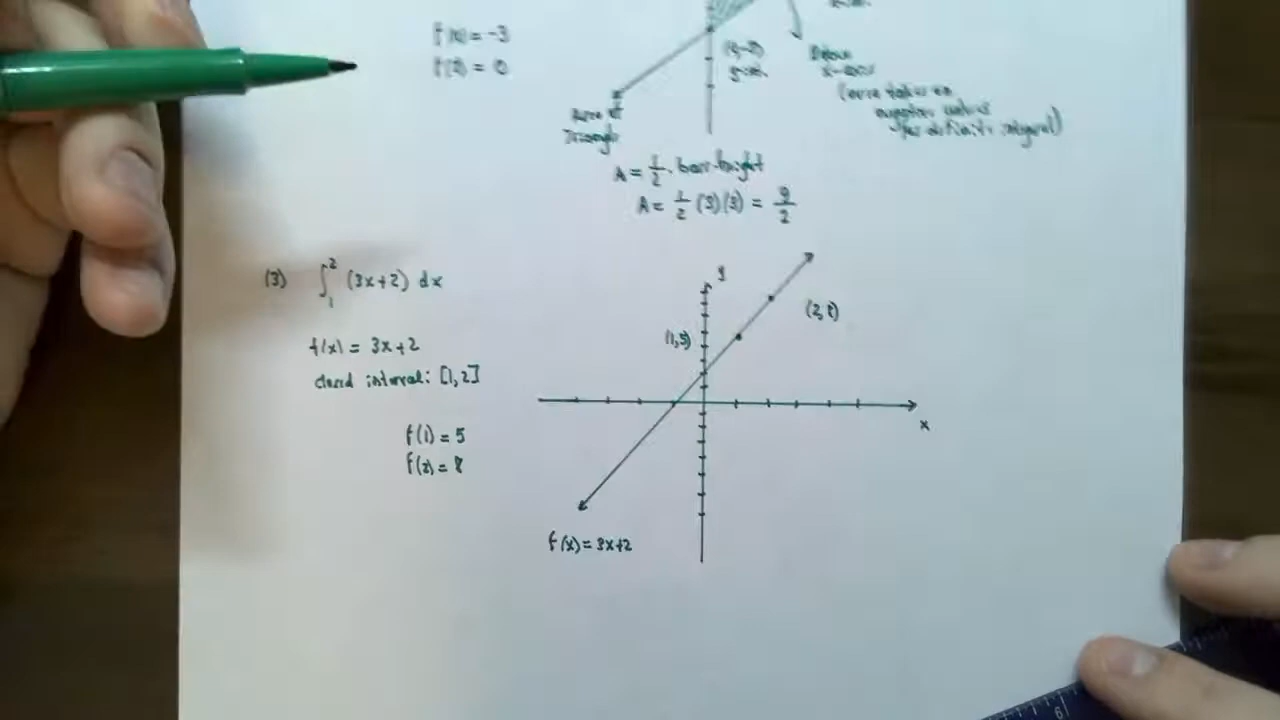 f(0) = -3
f(3) = 0
y-int.
Area of
Triangle
Below
x-axis
(area takes on
negative values
for definite integral)
A = 1/2 · base · height
A = 1/2 (3)(3) = 9/2
(3) ∫₁² (3x+2) dx
f(x) = 3x+2
closed interval: [1,2]
f(1) = 5
f(2) = 8
y
(2,8)
(1,5)
x
f(x) = 3x+2